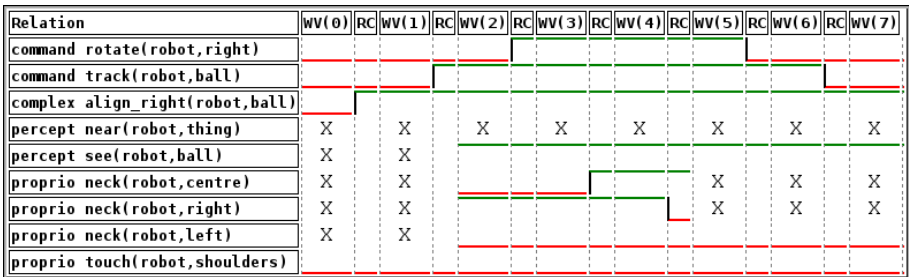 Relation WV(0) RC WV(1) RC WV(2) RC WV(3) RC WV(4) RC WV(5) RC WV(6) RC WV(7)
command rotate(robot,right)
command track(robot,ball)
complex align_right(robot,ball)
percept near(robot,thing) X X X X X X X X
percept see(robot,ball) X X
proprio neck(robot,centre) X X X X X
proprio neck(robot,right) X X X X X
proprio neck(robot,left) X X
proprio touch(robot,shoulders)